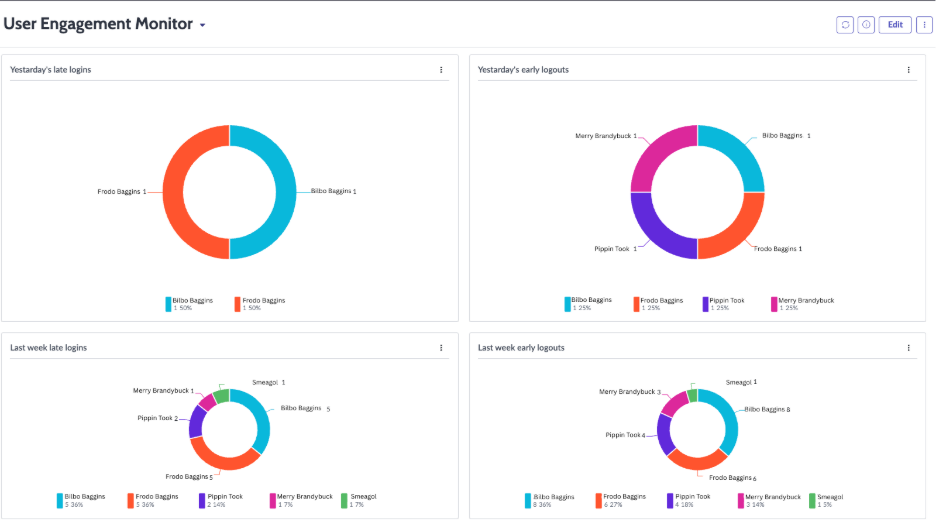 User Engagement Monitor
Edit
Yestarday's late logins
Frodo Baggins 1
Bilbo Baggins 1
Bilbo Baggins
1 50%
Frodo Baggins
1 50%
Yestarday's early logouts
Merry Brandybuck 1
Bilbo Baggins 1
Pippin Took 1
Frodo Baggins 1
Bilbo Baggins
1 25%
Frodo Baggins
1 25%
Pippin Took
1 25%
Merry Brandybuck
1 25%
Last week late logins
Smeagol 1
Merry Brandybuck 1
Bilbo Baggins 5
Pippin Took 2
Frodo Baggins 5
Bilbo Baggins
5 36%
Frodo Baggins
5 36%
Pippin Took
2 14%
Merry Brandybuck
1 7%
Smeagol
1 7%
Last week early logouts
Smeagol 1
Merry Brandybuck 3
Bilbo Baggins 8
Pippin Took 4
Frodo Baggins 6
Bilbo Baggins
8 36%
Frodo Baggins
6 27%
Pippin Took
4 18%
Merry Brandybuck
3 14%
Smeagol
1 5%